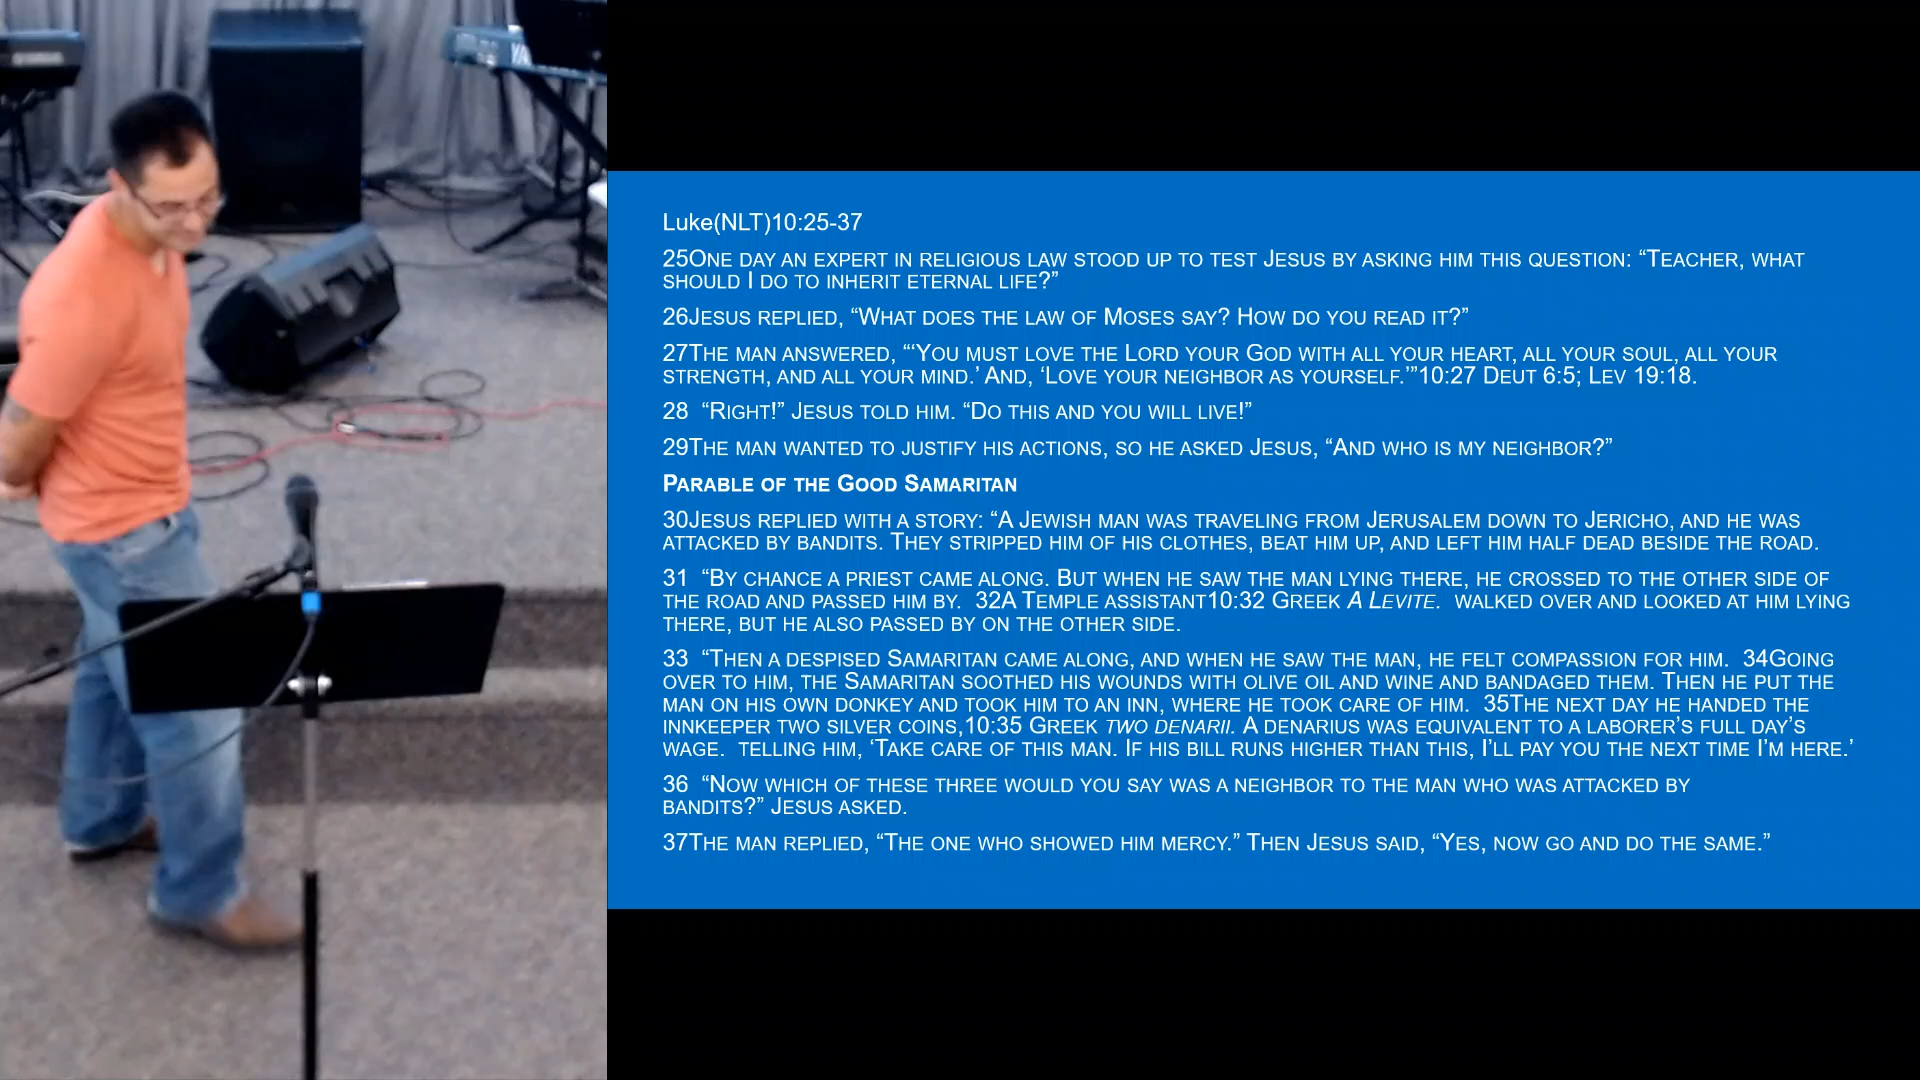 Luke(NLT)10:25-37
25ONE DAY AN EXPERT IN RELIGIOUS LAW STOOD UP TO TEST JESUS BY ASKING HIM THIS QUESTION: “TEACHER, WHAT
SHOULD I DO TO INHERIT ETERNAL LIFE?”
26JESUS REPLIED, “WHAT DOES THE LAW OF MOSES SAY? HOW DO YOU READ IT?”
27THE MAN ANSWERED, “‘YOU MUST LOVE THE LORD YOUR GOD WITH ALL YOUR HEART, ALL YOUR SOUL, ALL YOUR
STRENGTH, AND ALL YOUR MIND.’ AND, ‘LOVE YOUR NEIGHBOR AS YOURSELF.’”10:27 DEUT 6:5; LEV 19:18.
28 “RIGHT!” JESUS TOLD HIM. “DO THIS AND YOU WILL LIVE!”
29THE MAN WANTED TO JUSTIFY HIS ACTIONS, SO HE ASKED JESUS, “AND WHO IS MY NEIGHBOR?”
PARABLE OF THE GOOD SAMARITAN
30JESUS REPLIED WITH A STORY: “A JEWISH MAN WAS TRAVELING FROM JERUSALEM DOWN TO JERICHO, AND HE WAS
ATTACKED BY BANDITS. THEY STRIPPED HIM OF HIS CLOTHES, BEAT HIM UP, AND LEFT HIM HALF DEAD BESIDE THE ROAD.
31 “BY CHANCE A PRIEST CAME ALONG. BUT WHEN HE SAW THE MAN LYING THERE, HE CROSSED TO THE OTHER SIDE OF
THE ROAD AND PASSED HIM BY. 32A TEMPLE ASSISTANT10:32 GREEK A LEVITE. WALKED OVER AND LOOKED AT HIM LYING
THERE, BUT HE ALSO PASSED BY ON THE OTHER SIDE.
33 “THEN A DESPISED SAMARITAN CAME ALONG, AND WHEN HE SAW THE MAN, HE FELT COMPASSION FOR HIM. 34GOING
OVER TO HIM, THE SAMARITAN SOOTHED HIS WOUNDS WITH OLIVE OIL AND WINE AND BANDAGED THEM. THEN HE PUT THE
MAN ON HIS OWN DONKEY AND TOOK HIM TO AN INN, WHERE HE TOOK CARE OF HIM. 35THE NEXT DAY HE HANDED THE
INNKEEPER TWO SILVER COINS,10:35 GREEK TWO DENARII. A DENARIUS WAS EQUIVALENT TO A LABORER’S FULL DAY’S
WAGE. TELLING HIM, ‘TAKE CARE OF THIS MAN. IF HIS BILL RUNS HIGHER THAN THIS, I’LL PAY YOU THE NEXT TIME I’M HERE.’
36 “NOW WHICH OF THESE THREE WOULD YOU SAY WAS A NEIGHBOR TO THE MAN WHO WAS ATTACKED BY
BANDITS?” JESUS ASKED.
37THE MAN REPLIED, “THE ONE WHO SHOWED HIM MERCY.” THEN JESUS SAID, “YES, NOW GO AND DO THE SAME.”